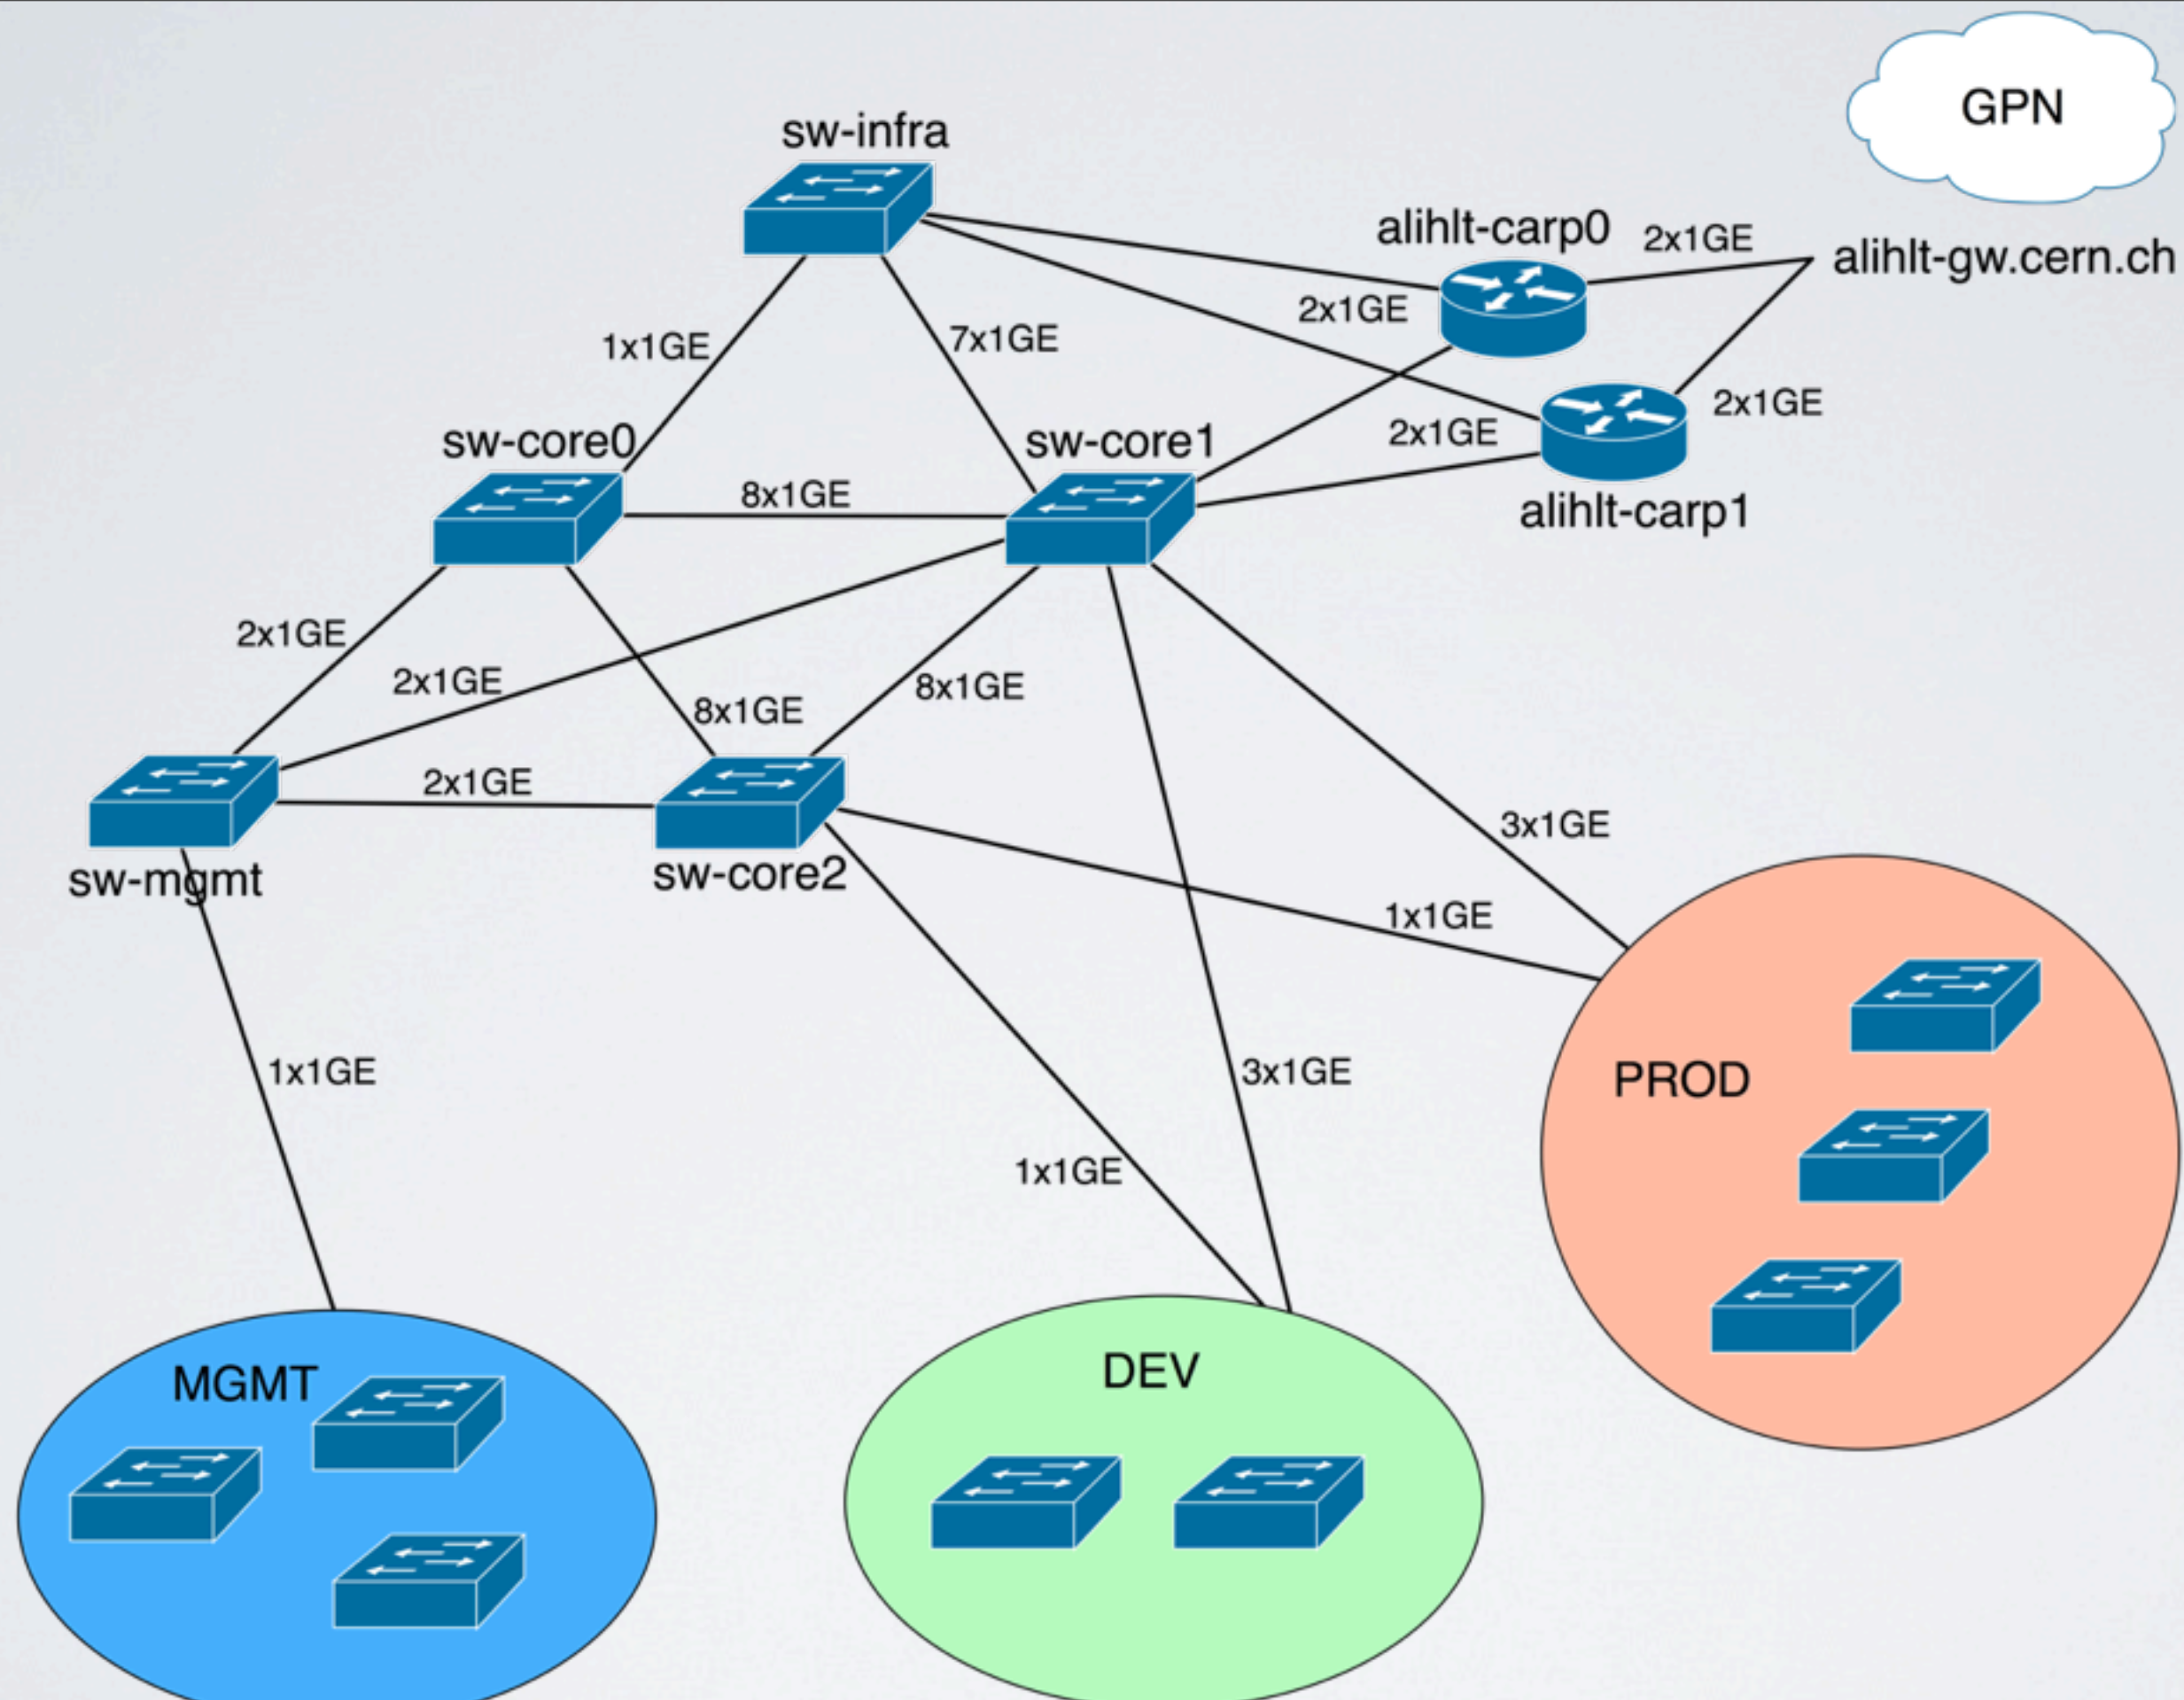 GPN
sw-infra
alihlt-carp0
2x1GE
alihlt-gw.cern.ch
2x1GE
1x1GE
7x1GE
2x1GE
sw-core0
sw-core1
2x1GE
8x1GE
alihlt-carp1
2x1GE
2x1GE
8x1GE
8x1GE
2x1GE
3x1GE
sw-mgmt
sw-core2
1x1GE
1x1GE
3x1GE
PROD
1x1GE
MGMT
DEV